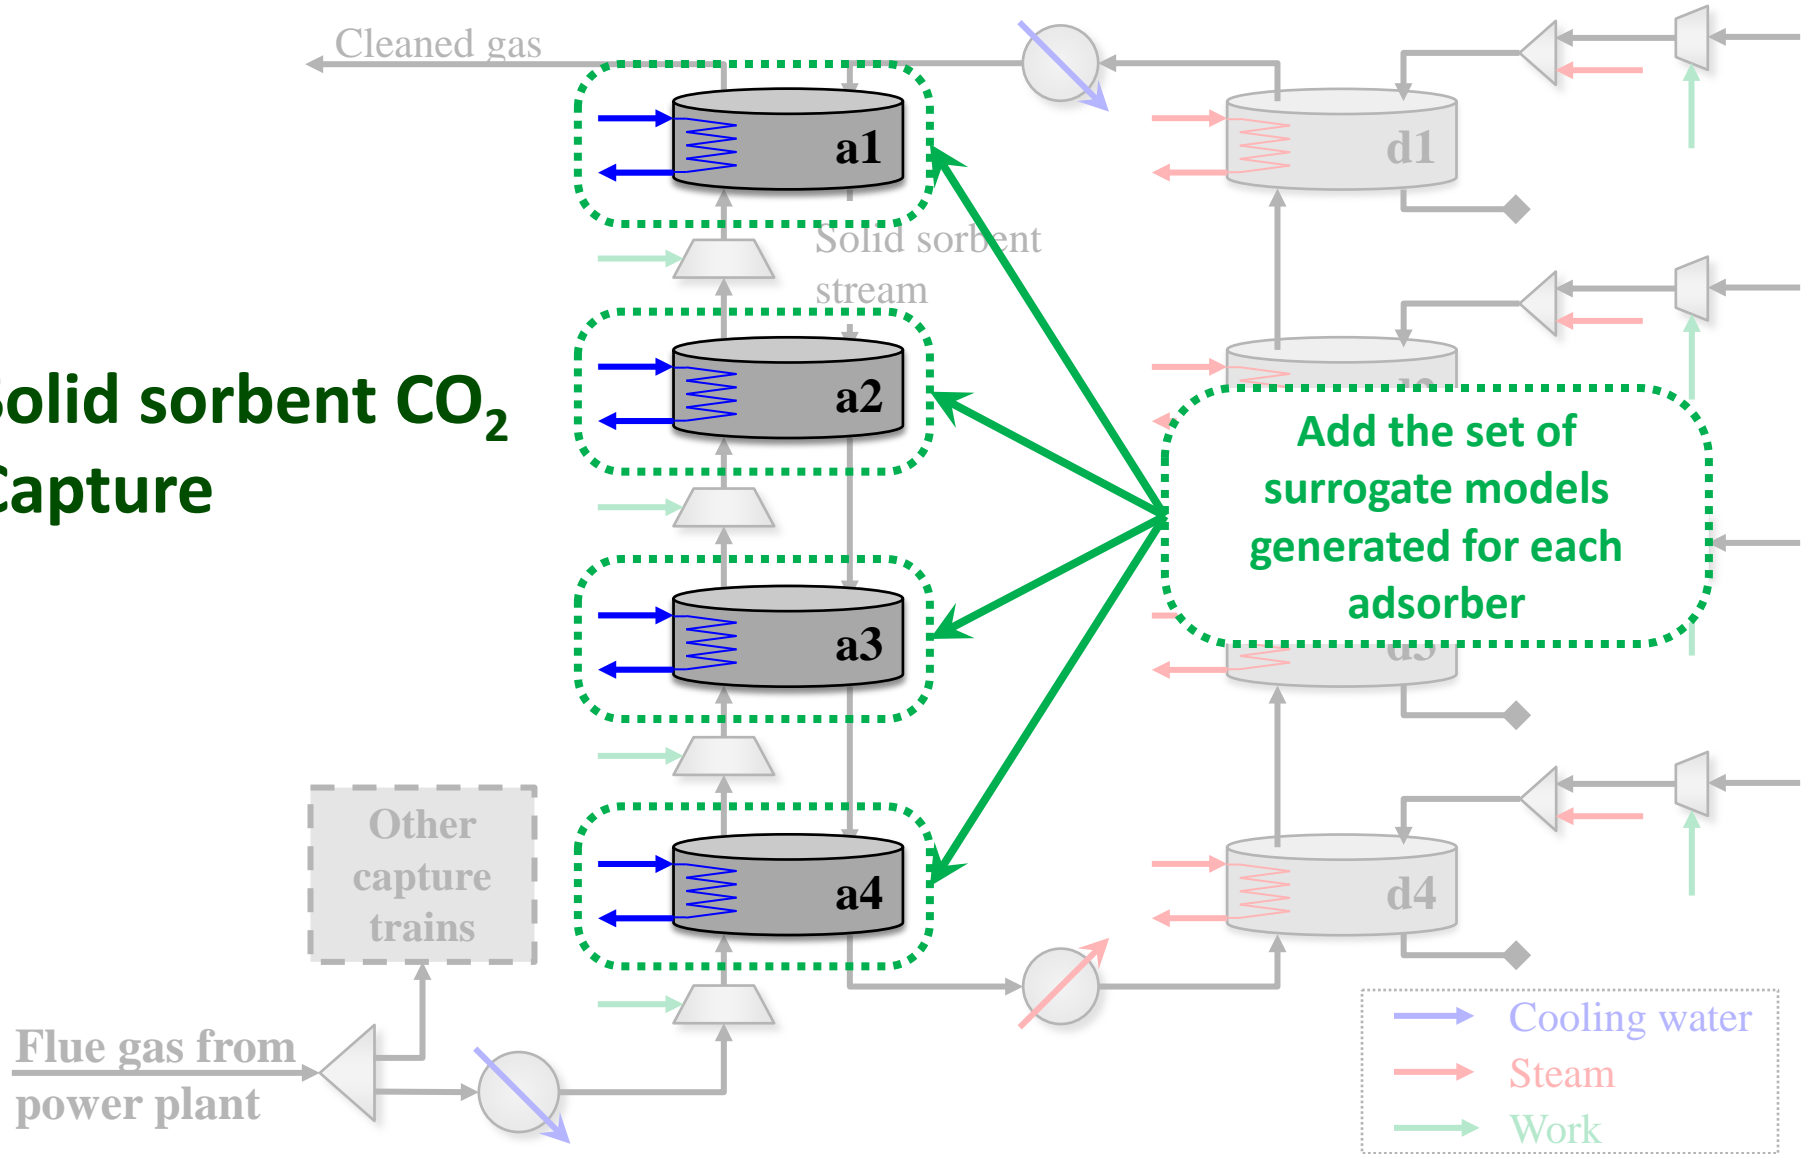 Cleaned gas
a1
d1
Solid sorbent
stream
olid sorbent CO₂
apture
a2
Add the set of
surrogate models
generated for each
adsorber
a3
Other
capture
trains
a4
d4
Flue gas from
power plant
Cooling water
Steam
Work